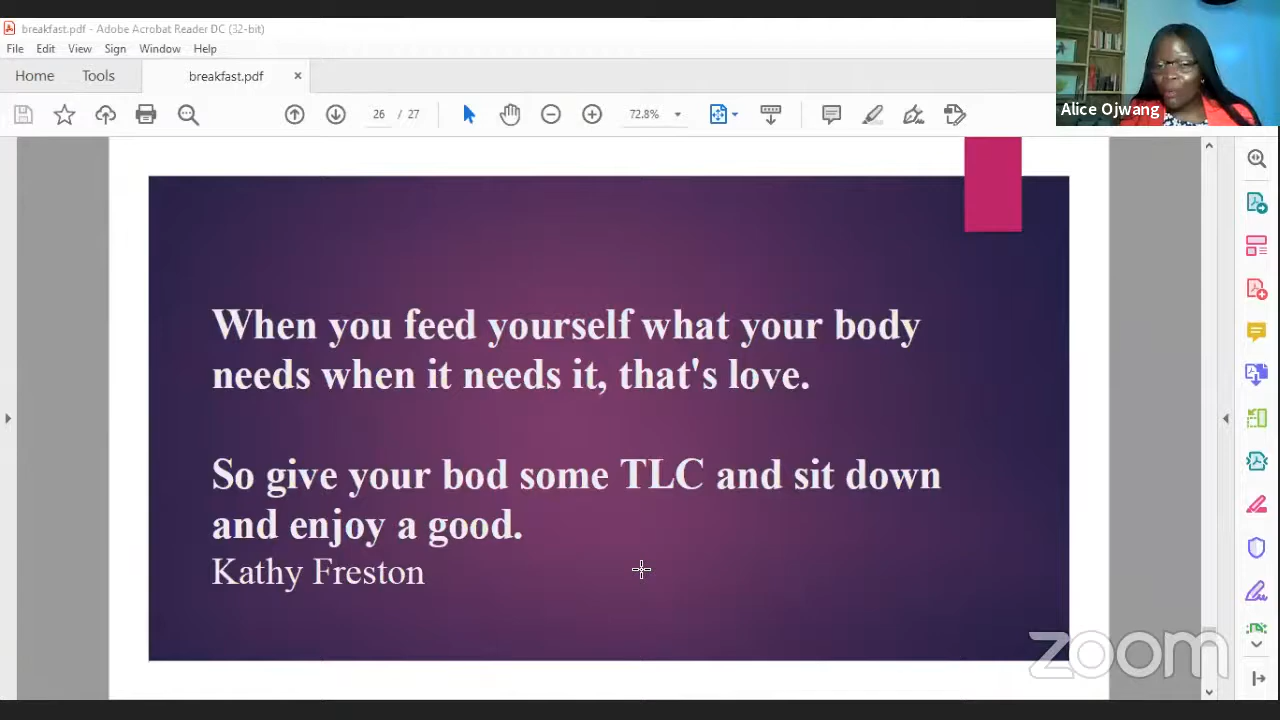 breakfast.pdf - Adobe Acrobat Reader DC (32-bit)
File Edit View Sign Window Help
Home Tools breakfast.pdf ×
26 / 27 72.8%
Alice Ojwang
When you feed yourself what your body
needs when it needs it, that's love.
So give your bod some TLC and sit down
and enjoy a good.
Kathy Freston
zoom